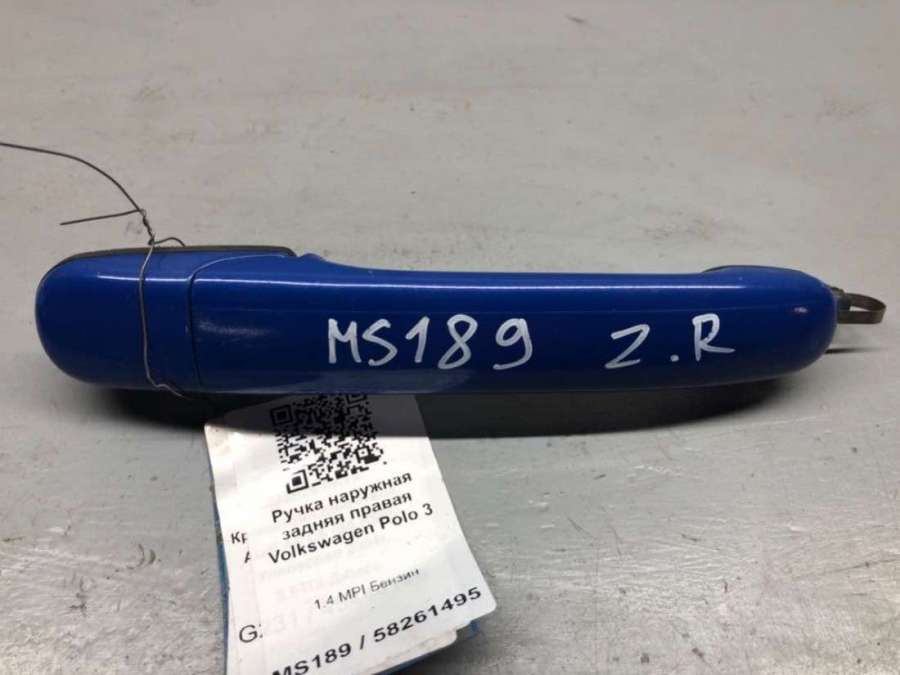 MS189 Z.R
Ручка наружная
задняя правая
Volkswagen Polo 3
1.4 MPI Бензин
MS189 / 58261495